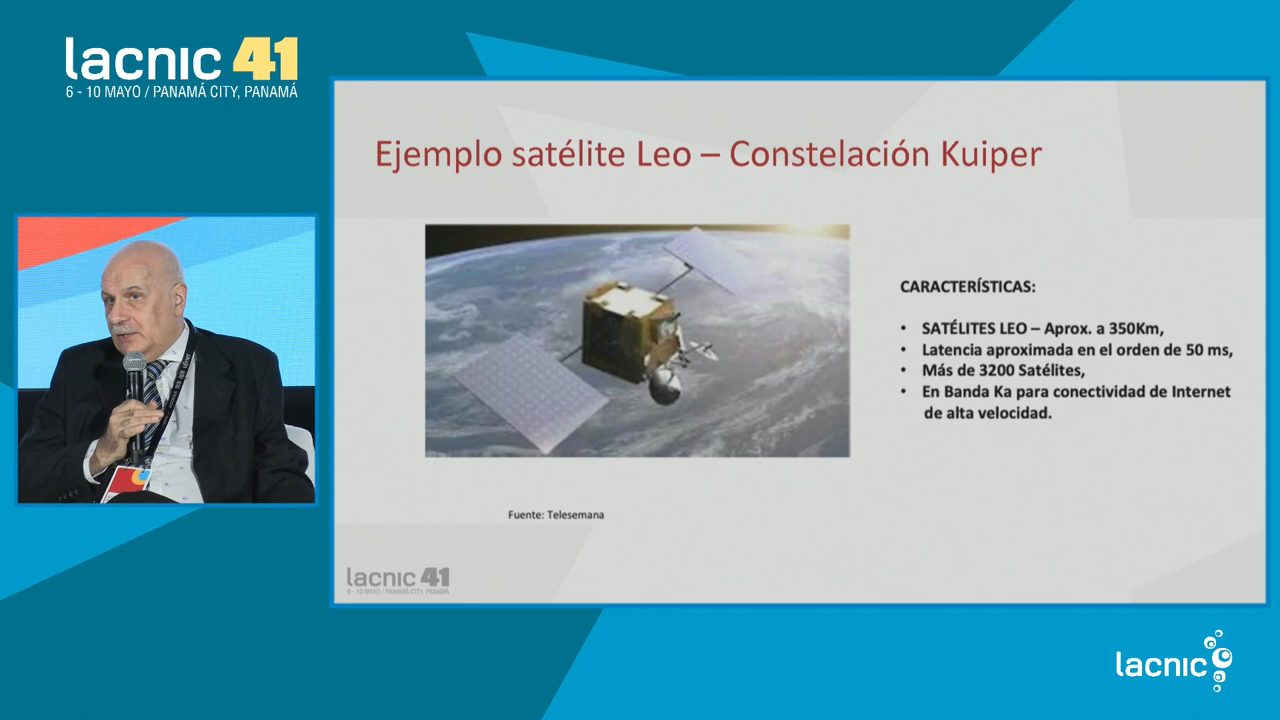 lacnic 41
6 - 10 MAYO / PANAMÁ CITY, PANAMÁ
Ejemplo satélite Leo – Constelación Kuiper
CARACTERÍSTICAS:
• SATÉLITES LEO – Aprox. a 350Km,
• Latencia aproximada en el orden de 50 ms,
• Más de 3200 Satélites,
• En Banda Ka para conectividad de Internet
de alta velocidad.
Fuente: Telesemana
lacnic 41
6 - 10 MAYO / PANAMÁ CITY, PANAMÁ
lacnic